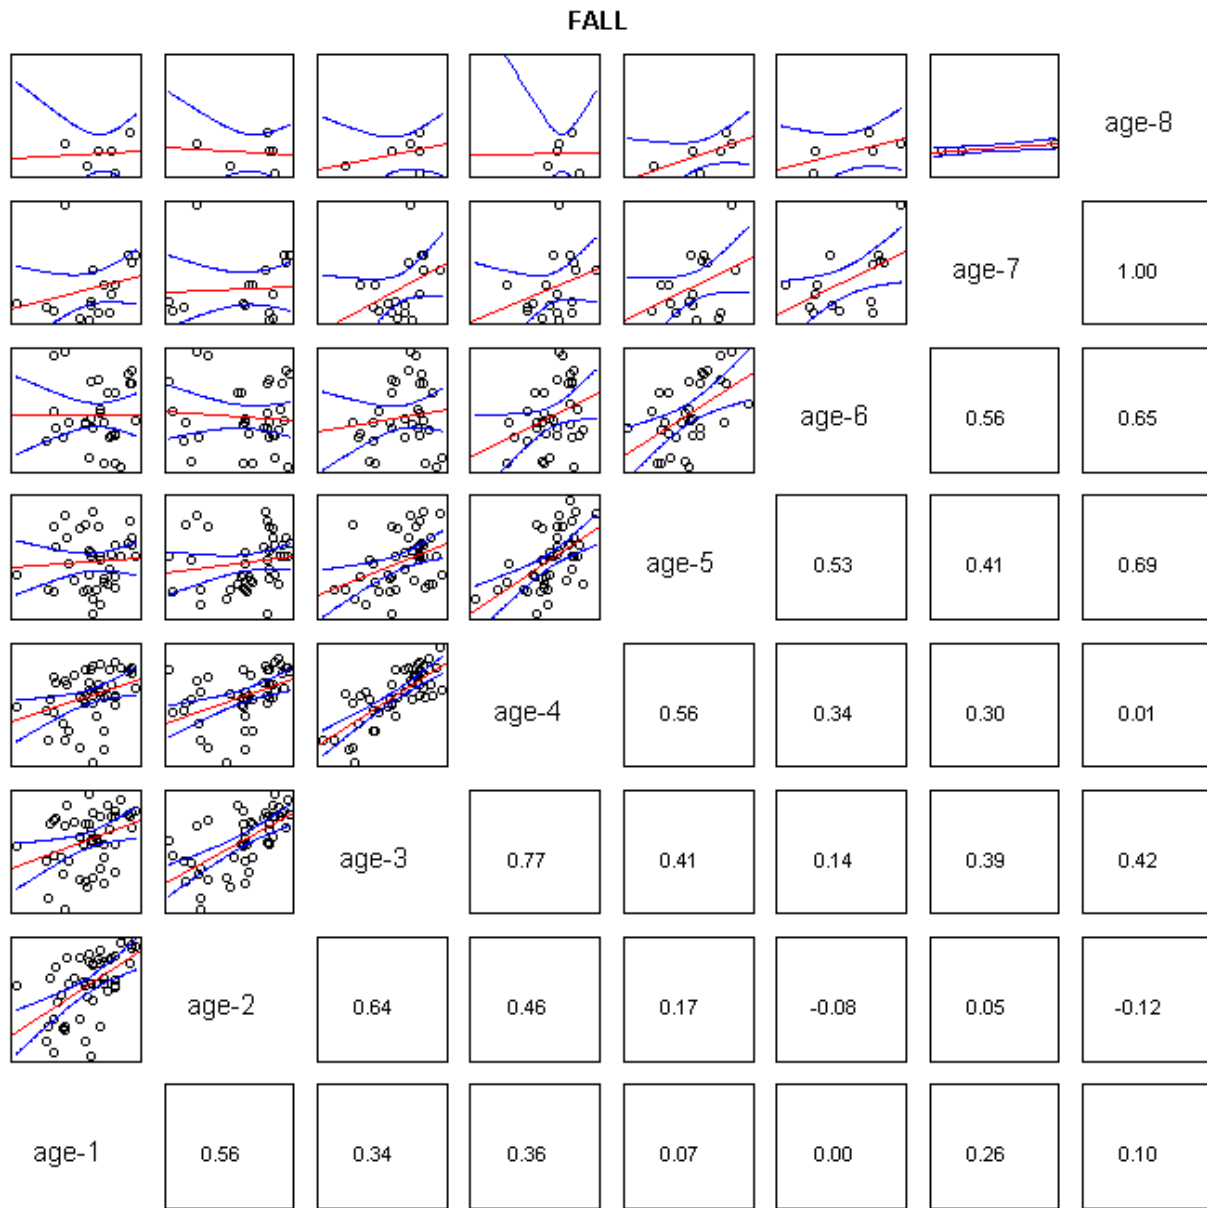 FALL
age-8
age-7 1.00
age-6 0.56 0.65
age-5 0.53 0.41 0.69
age-4 0.56 0.34 0.30 0.01
age-3 0.77 0.41 0.14 0.39 0.42
age-2 0.64 0.46 0.17 -0.08 0.05 -0.12
age-1 0.56 0.34 0.36 0.07 0.00 0.26 0.10